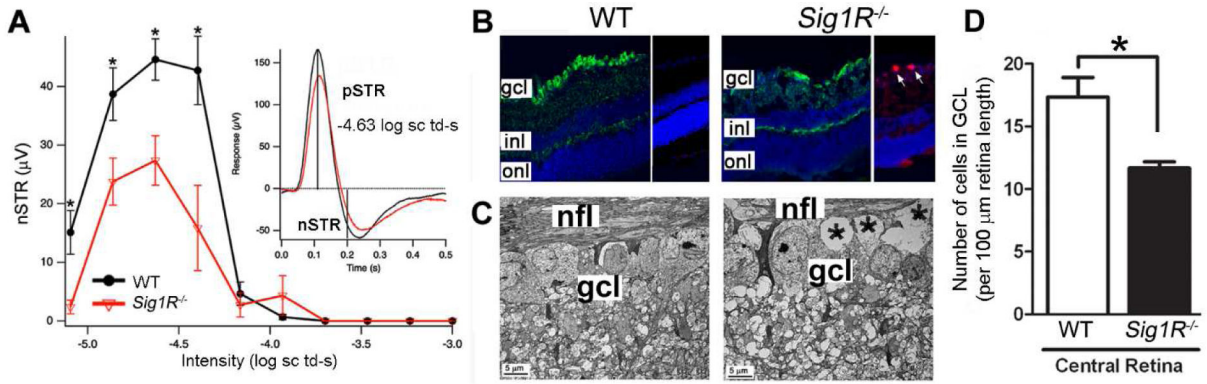 A
nSTR (µV)
40
30
20
10
0
-5.0
-4.5
-4.0
-3.5
-3.0
Intensity (log sc td-s)
*
*
*
*
*
WT
Sig1R-/-
Response (µV)
150
100
50
0
-50
0.0
0.1
0.2
0.3
0.4
0.5
Time (s)
pSTR
-4.63 log sc td-s
nSTR
B
WT
Sig1R-/-
gcl
inl
onl
gcl
inl
onl
C
nfl
gcl
5 µm
nfl
* * *
gcl
5 µm
D
Number of cells in GCL
(per 100 µm retina length)
20
15
10
5
0
*
WT
Sig1R-/-
Central Retina